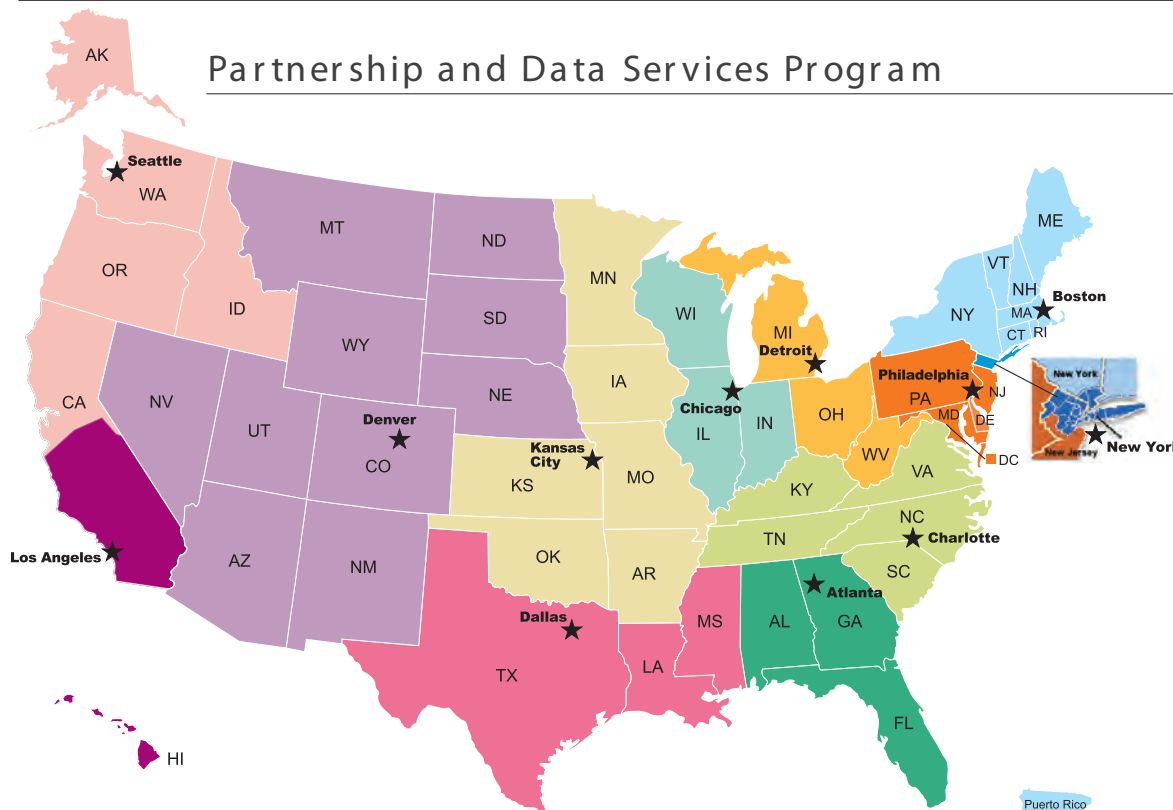 AK
Partnership and Data Services Program
Seattle
WA
MT
ND
ME
OR
ID
MN
VT
NH
Boston
SD
WI
NY
MA
CT
RI
WY
MI
Detroit
IA
Philadelphia
New York
CA
NV
NE
Chicago
OH
PA
NJ
MD
DE
UT
Denver
CO
IL
IN
New York
New Jersey
Kansas
City
KS
MO
WV
DC
VA
KY
NC
Charlotte
TN
Los Angeles
AZ
NM
OK
AR
SC
Atlanta
Dallas
MS
AL
GA
TX
LA
FL
HI
Puerto Rico